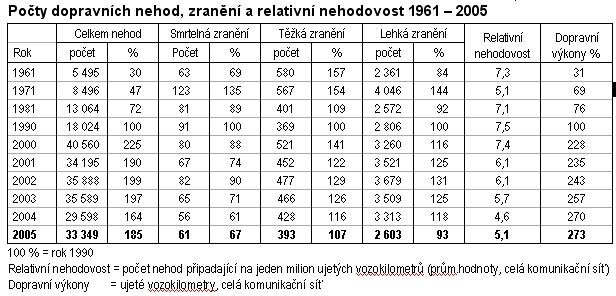 Počty dopravních nehod, zranění a relativní nehodovost 1961 – 2005
Celkem nehod Smrtelná zranění Těžká zranění Lehká zranění Relativní nehodovost Dopravní výkony %
Rok počet % Počet % počet % počet %
1961 5 495 30 63 69 580 157 2 361 84 7,3 31
1971 8 496 47 123 135 567 154 4 046 144 5,1 69
1981 13 064 72 81 89 401 109 2 572 92 7,1 76
1990 18 024 100 91 100 369 100 2 806 100 7,5 100
2000 40 560 225 80 88 521 141 3 260 116 7,4 228
2001 34 195 190 67 74 452 122 3 521 125 6,1 235
2002 35 888 199 82 90 477 129 3 679 131 6,1 243
2003 35 589 197 65 71 466 126 3 509 125 5,7 257
2004 29 598 164 56 61 428 116 3 313 118 4,6 270
2005 33 349 185 61 67 393 107 2 603 93 5,1 273
100 % = rok 1990
Relativní nehodovost = počet nehod připadající na jeden milion ujetých vozokilometrů (prům.hodnoty, celá komunikační síť)
Dopravní výkony = ujeté vozokilometry, celá komunikační síť